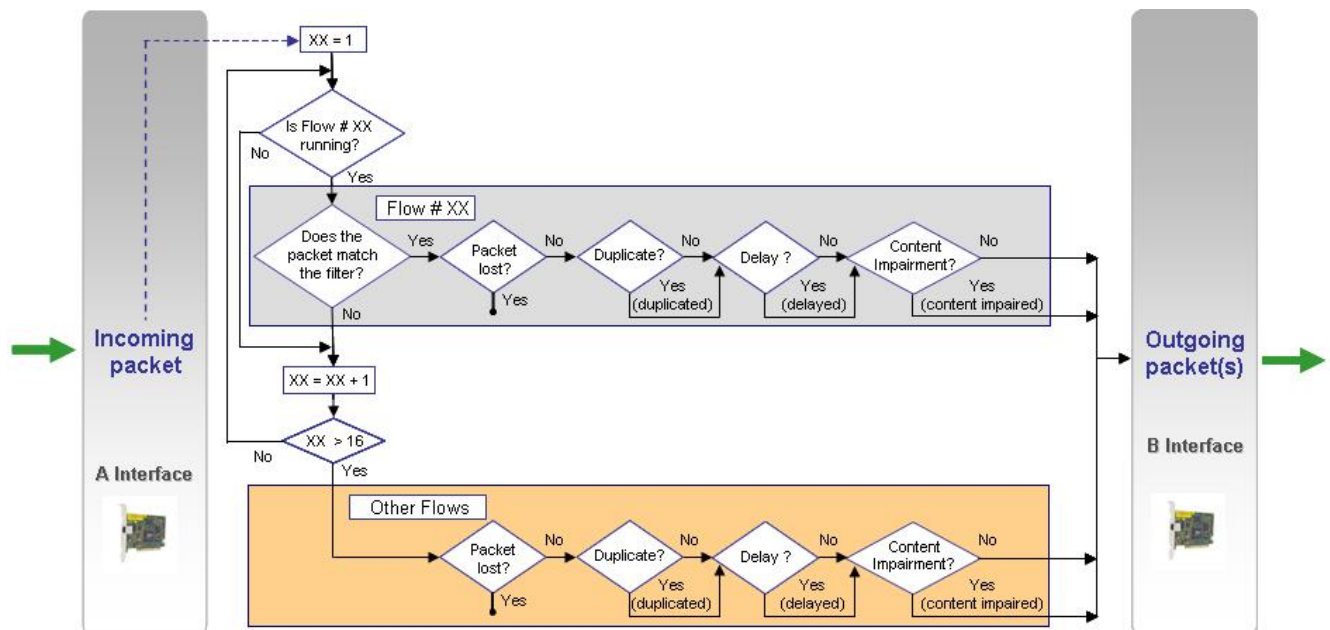 XX = 1
Is Flow # XX
running?
No
Yes
Flow # XX
Does the
packet match
the filter?
Yes
No
Packet
lost?
No
Yes
Duplicate?
No
Yes
(duplicated)
Delay ?
No
Yes
(delayed)
Content
Impairment?
No
Yes
(content impaired)
Incoming
packet
A Interface
XX = XX + 1
XX > 16
No
Yes
Other Flows
Packet
lost?
No
Yes
Duplicate?
No
Yes
(duplicated)
Delay ?
No
Yes
(delayed)
Content
Impairment?
No
Yes
(content impaired)
Outgoing
packet(s)
B Interface